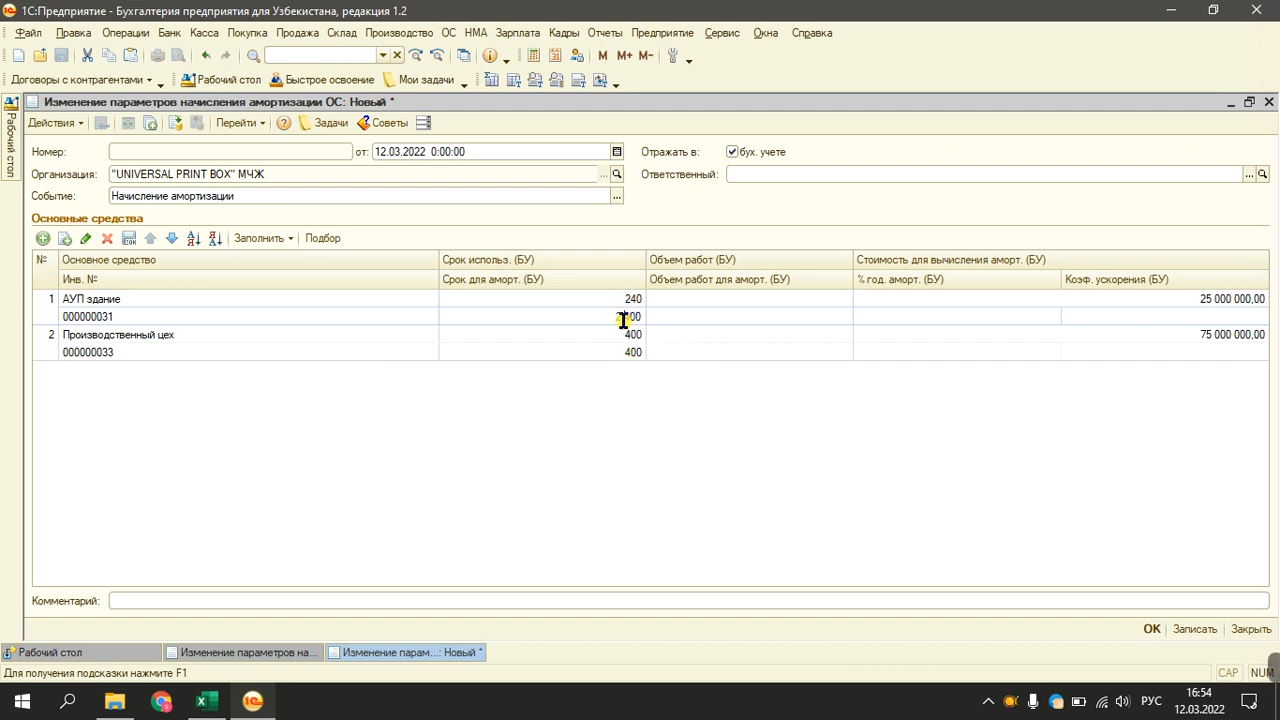 1С:Предприятие - Бухгалтерия предприятия для Узбекистана, редакция 1.2
Файл Правка Операции Банк Касса Покупка Продажа Склад Производство ОС НМА Зарплата Кадры Отчеты Предприятие Сервис Окна Справка
M M+ M-
Договоры с контрагентами Рабочий стол Быстрое освоение Мои задачи
Рабочий стол
Изменение параметров начисления амортизации ОС: Новый *
Действия Перейти Задачи Советы
Номер: от: 12.03.2022 0:00:00 Отражать в: бух. учете
Организация: "UNIVERSAL PRINT BOX" МЧЖ Ответственный:
Событие: Начисление амортизации
Основные средства
Заполнить Подбор
№ Основное средство Срок использ. (БУ) Объем работ (БУ) Стоимость для вычисления аморт. (БУ)
Инв. № Срок для аморт. (БУ) Объем работ для аморт. (БУ) % год. аморт. (БУ) Коэф. ускорения (БУ)
1 АУП здание 240 25 000 000,00
000000031
2 Производственный цех 400 75 000 000,00
000000033 400
Комментарий:
OK Записать Закрыть
Рабочий стол Изменение параметров на... Изменение парам...: Новый *
Для получения подсказки нажмите F1 CAP NUM
РУС 16:54
12.03.2022